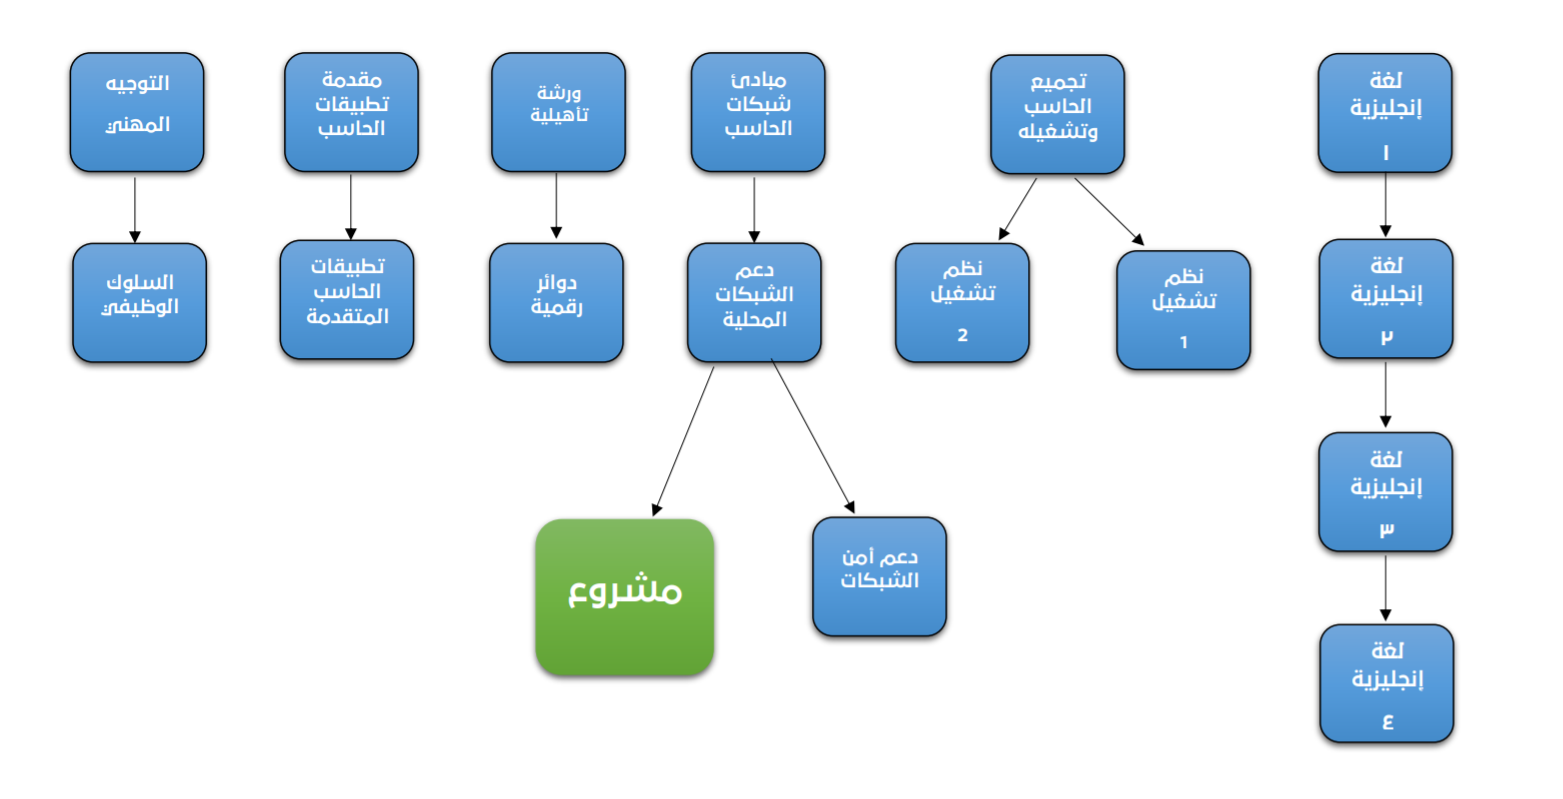 لغة
إنجليزية
١
تجميع
الحاسب
وتشغيله
مبادئ
شبكات
الحاسب
ورشة
تأهيلية
مقدمة
تطبيقات
الحاسب
التوجيه
المهني
لغة
إنجليزية
٢
نظم
تشغيل
1
نظم
تشغيل
2
دعم
الشبكات
المحلية
دوائر
رقمية
تطبيقات
الحاسب
المتقدمة
السلوك
الوظيفي
لغة
إنجليزية
٣
دعم أمن
الشبكات
مشروع
لغة
إنجليزية
٤